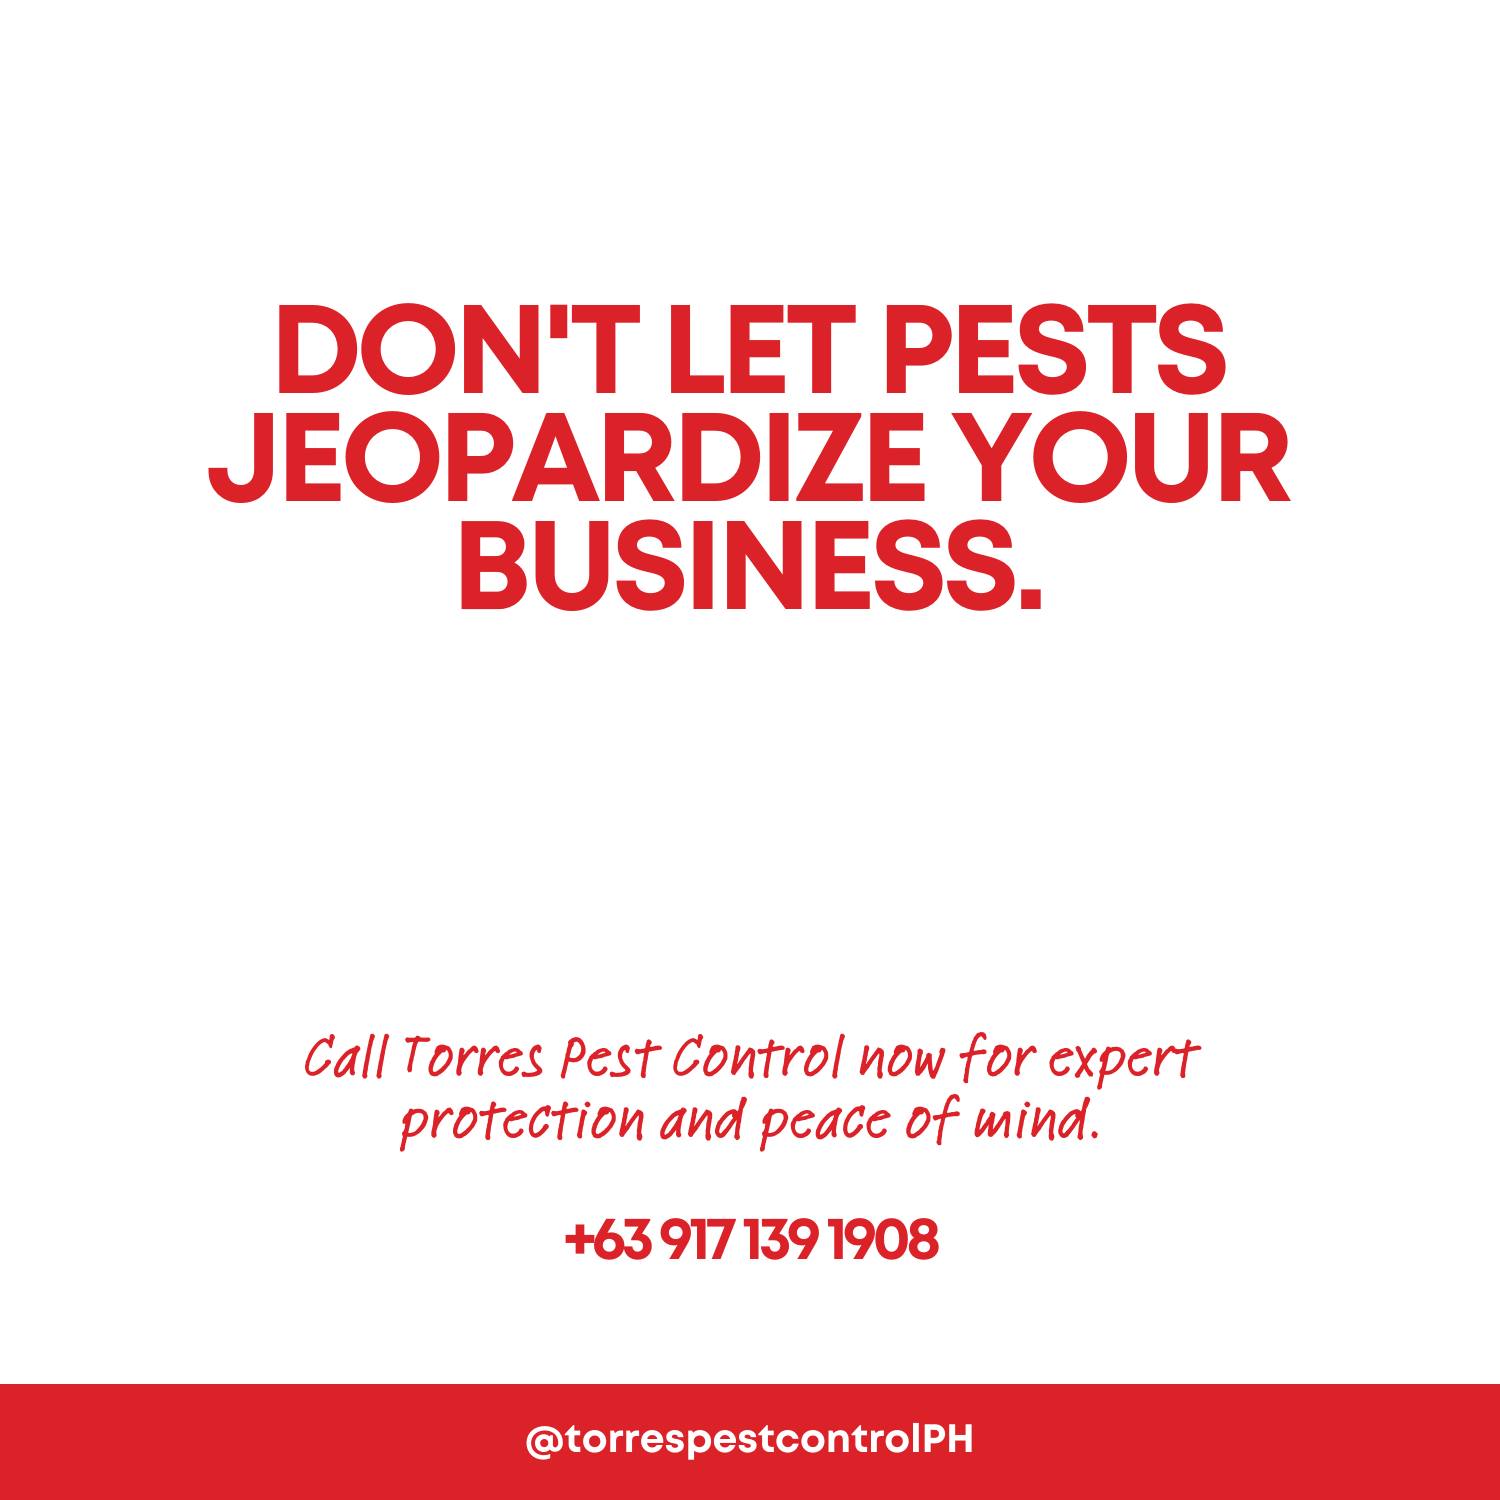 DON'T LET PESTS
JEOPARDIZE YOUR
BUSINESS.
Call Torres Pest Control now for expert
protection and peace of mind.
+63 917 139 1908
@torrespestcontrolPH